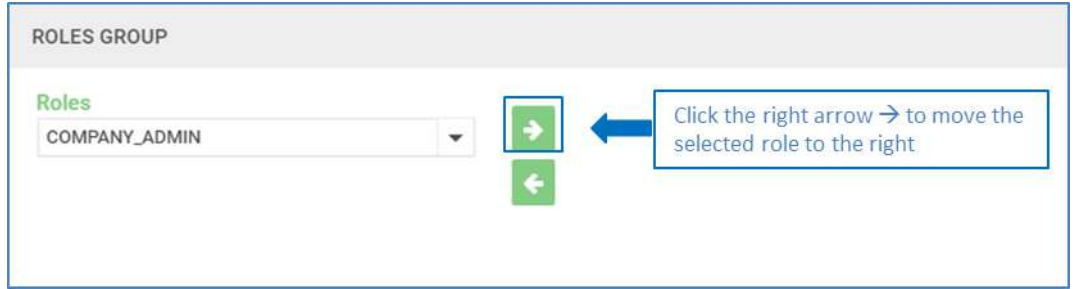 ROLES GROUP
Roles
COMPANY_ADMIN
Click the right arrow → to move the
selected role to the right